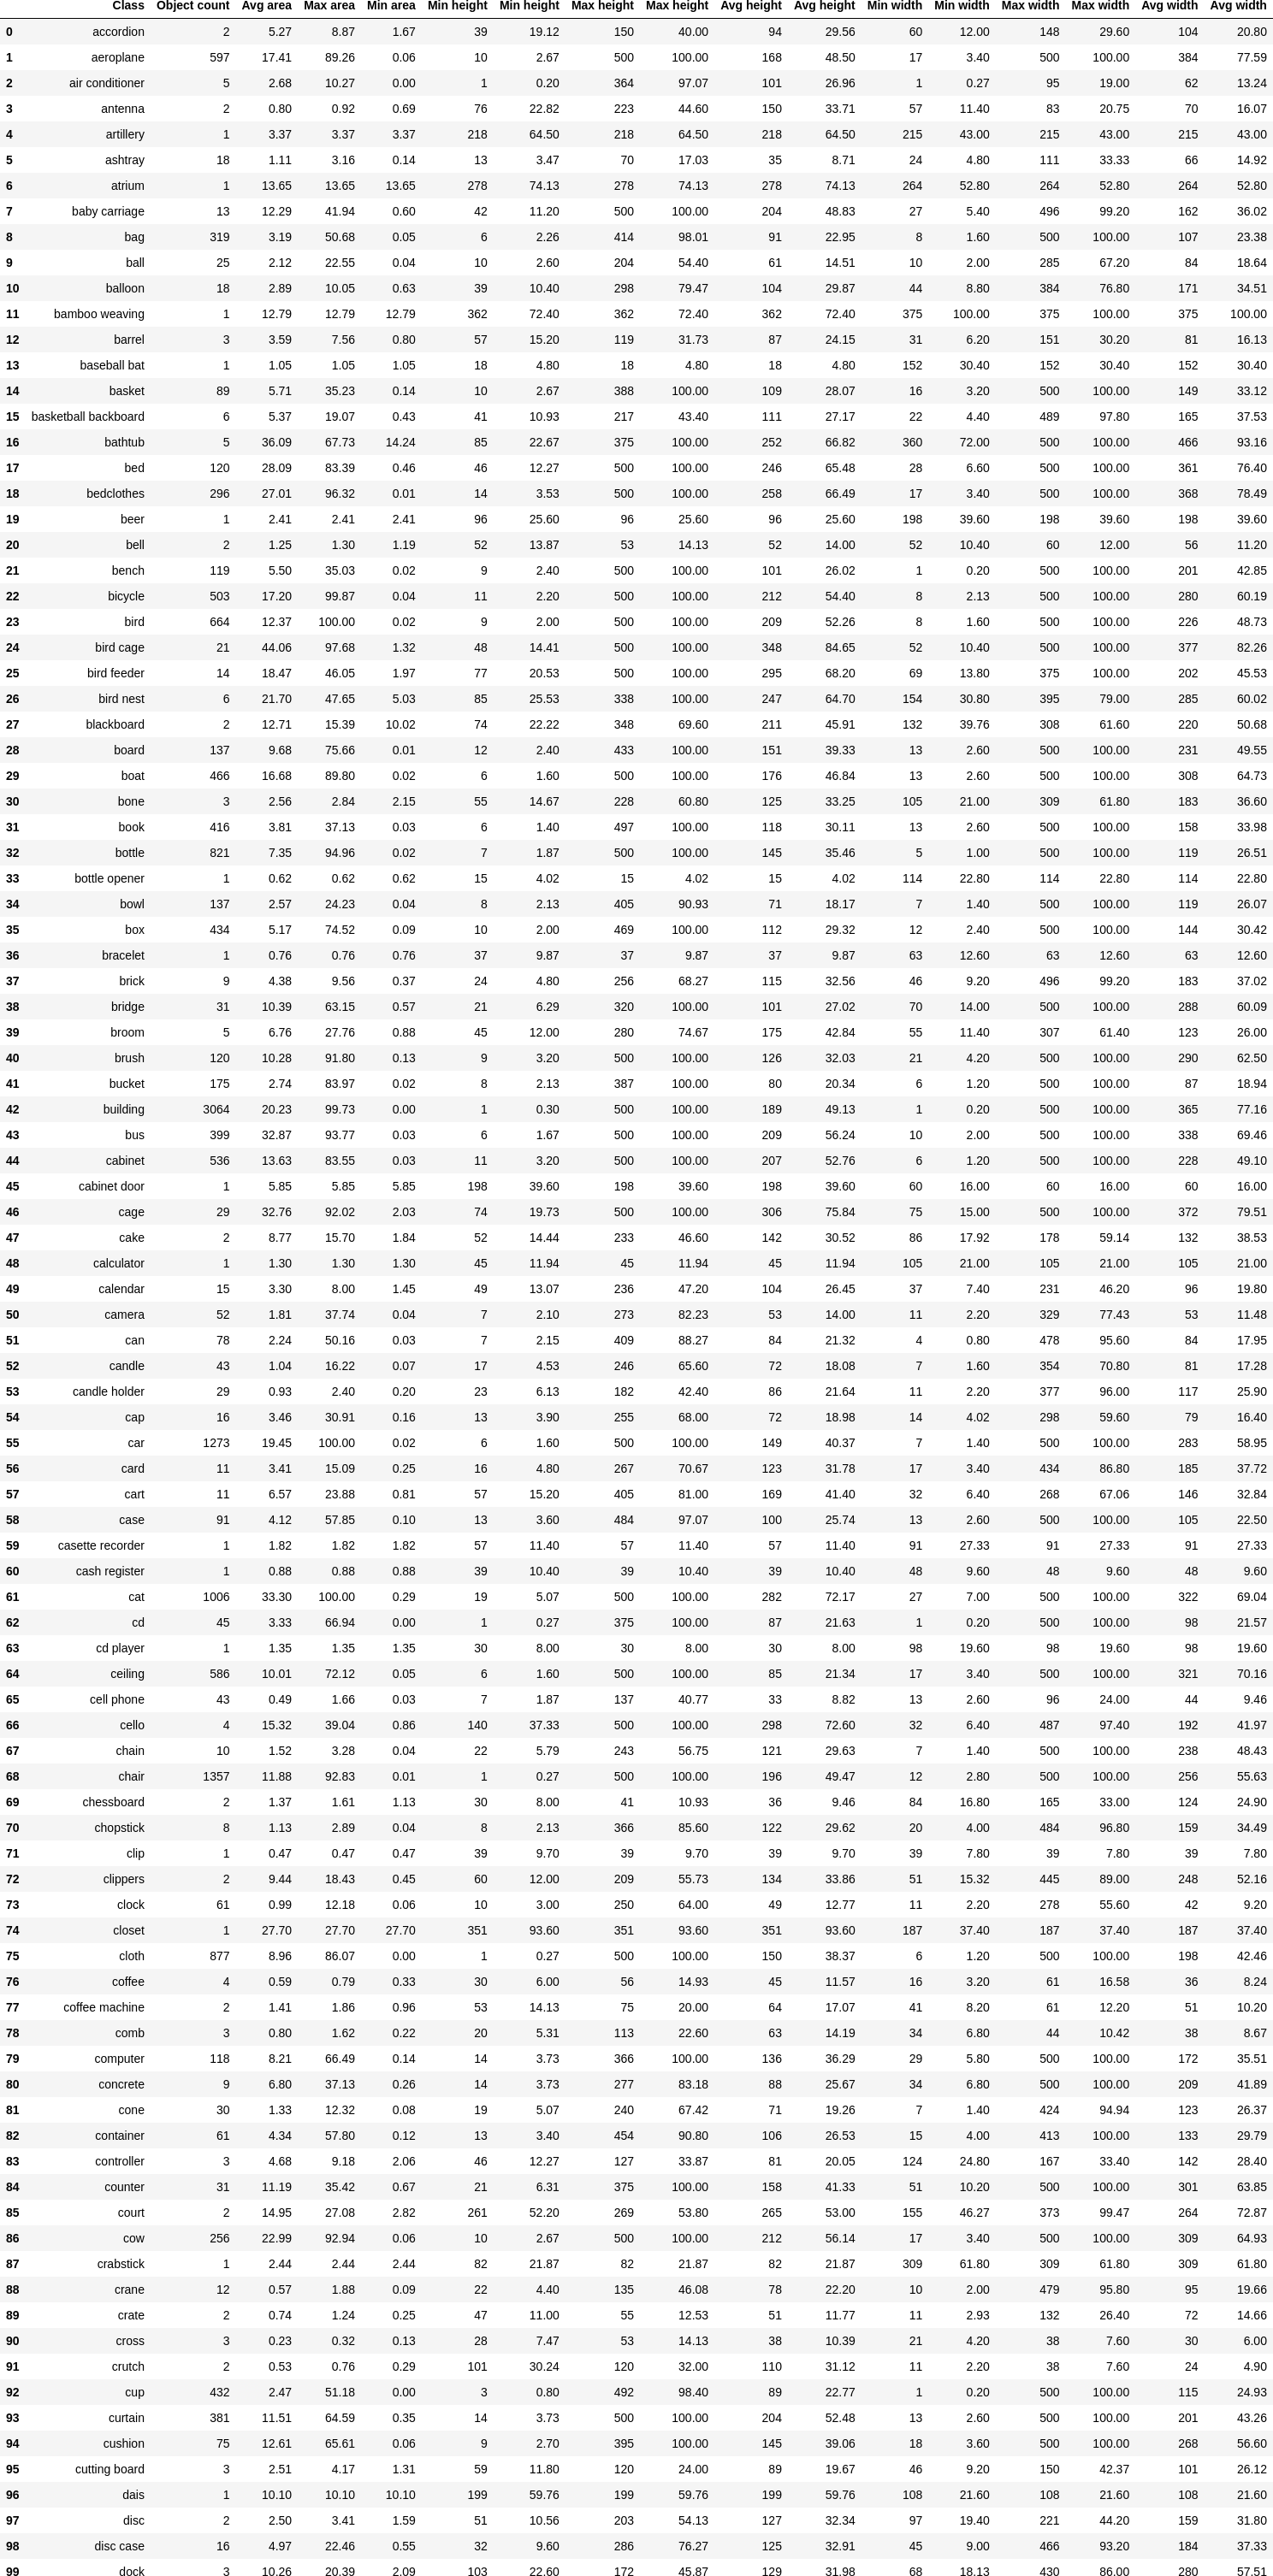 Class Object count Avg area Max area Min area Min height Min height Max height Max height Avg height Avg height Min width Min width Max width Max width Avg width Avg width
0 accordion 2 5.27 8.87 1.67 39 19.12 150 40.00 94 29.56 60 12.00 148 29.60 104 20.80
1 aeroplane 597 17.41 89.26 0.06 10 2.67 500 100.00 168 48.50 17 3.40 500 100.00 384 77.59
2 air conditioner 5 2.68 10.27 0.00 1 0.20 364 97.07 101 26.96 1 0.27 95 19.00 62 13.24
3 antenna 2 0.80 0.92 0.69 76 22.82 223 44.60 150 33.71 57 11.40 83 20.75 70 16.07
4 artillery 1 3.37 3.37 3.37 218 64.50 218 64.50 218 64.50 215 43.00 215 43.00 215 43.00
5 ashtray 18 1.11 3.16 0.14 13 3.47 70 17.03 35 8.71 24 4.80 111 33.33 66 14.92
6 atrium 1 13.65 13.65 13.65 278 74.13 278 74.13 278 74.13 264 52.80 264 52.80 264 52.80
7 baby carriage 13 12.29 41.94 0.60 42 11.20 500 100.00 204 48.83 27 5.40 496 99.20 162 36.02
8 bag 319 3.19 50.68 0.05 6 2.26 414 98.01 91 22.95 8 1.60 500 100.00 107 23.38
9 ball 25 2.12 22.55 0.04 10 2.60 204 54.40 61 14.51 10 2.00 285 67.20 84 18.64
10 balloon 18 2.89 10.05 0.63 39 10.40 298 79.47 104 29.87 44 8.80 384 76.80 171 34.51
11 bamboo weaving 1 12.79 12.79 12.79 362 72.40 362 72.40 362 72.40 375 100.00 375 100.00 375 100.00
12 barrel 3 3.59 7.56 0.80 57 15.20 119 31.73 87 24.15 31 6.20 151 30.20 81 16.13
13 baseball bat 1 1.05 1.05 1.05 18 4.80 18 4.80 18 4.80 152 30.40 152 30.40 152 30.40
14 basket 89 5.71 35.23 0.14 10 2.67 388 100.00 109 28.07 16 3.20 500 100.00 149 33.12
15 basketball backboard 6 5.37 19.07 0.43 41 10.93 217 43.40 111 27.17 22 4.40 489 97.80 165 37.53
16 bathtub 5 36.09 67.73 14.24 85 22.67 375 100.00 252 66.82 360 72.00 500 100.00 466 93.16
17 bed 120 28.09 83.39 0.46 46 12.27 500 100.00 246 65.48 28 6.60 500 100.00 361 76.40
18 bedclothes 296 27.01 96.32 0.01 14 3.53 500 100.00 258 66.49 17 3.40 500 100.00 368 78.49
19 beer 1 2.41 2.41 2.41 96 25.60 96 25.60 96 25.60 198 39.60 198 39.60 198 39.60
20 bell 2 1.25 1.30 1.19 52 13.87 53 14.13 52 14.00 52 10.40 60 12.00 56 11.20
21 bench 119 5.50 35.03 0.02 9 2.40 500 100.00 101 26.02 1 0.20 500 100.00 201 42.85
22 bicycle 503 17.20 99.87 0.04 11 2.20 500 100.00 212 54.40 8 2.13 500 100.00 280 60.19
23 bird 664 12.37 100.00 0.02 9 2.00 500 100.00 209 52.26 8 1.60 500 100.00 226 48.73
24 bird cage 21 44.06 97.68 1.32 48 14.41 500 100.00 348 84.65 52 10.40 500 100.00 377 82.26
25 bird feeder 14 18.47 46.05 1.97 77 20.53 500 100.00 295 68.20 69 13.80 375 100.00 202 45.53
26 bird nest 6 21.70 47.65 5.03 85 25.53 338 100.00 247 64.70 154 30.80 395 79.00 285 60.02
27 blackboard 2 12.71 15.39 10.02 74 22.22 348 69.60 211 45.91 132 39.76 308 61.60 220 50.68
28 board 137 9.68 75.66 0.01 12 2.40 433 100.00 151 39.33 13 2.60 500 100.00 231 49.55
29 boat 466 16.68 89.80 0.02 6 1.60 500 100.00 176 46.84 13 2.60 500 100.00 308 64.73
30 bone 3 2.56 2.84 2.15 55 14.67 228 60.80 125 33.25 105 21.00 309 61.80 183 36.60
31 book 416 3.81 37.13 0.03 6 1.40 497 100.00 118 30.11 13 2.60 500 100.00 158 33.98
32 bottle 821 7.35 94.96 0.02 7 1.87 500 100.00 145 35.46 5 1.00 500 100.00 119 26.51
33 bottle opener 1 0.62 0.62 0.62 15 4.02 15 4.02 15 4.02 114 22.80 114 22.80 114 22.80
34 bowl 137 2.57 24.23 0.04 8 2.13 405 90.93 71 18.17 7 1.40 500 100.00 119 26.07
35 box 434 5.17 74.52 0.09 10 2.00 469 100.00 112 29.32 12 2.40 500 100.00 144 30.42
36 bracelet 1 0.76 0.76 0.76 37 9.87 37 9.87 37 9.87 63 12.60 63 12.60 63 12.60
37 brick 9 4.38 9.56 0.37 24 4.80 256 68.27 115 32.56 46 9.20 496 99.20 183 37.02
38 bridge 31 10.39 63.15 0.57 21 6.29 320 100.00 101 27.02 70 14.00 500 100.00 288 60.09
39 broom 5 6.76 27.76 0.88 45 12.00 280 74.67 175 42.84 55 11.40 307 61.40 123 26.00
40 brush 120 10.28 91.80 0.13 9 3.20 500 100.00 126 32.03 21 4.20 500 100.00 290 62.50
41 bucket 175 2.74 83.97 0.02 8 2.13 387 100.00 80 20.34 6 1.20 500 100.00 87 18.94
42 building 3064 20.23 99.73 0.00 1 0.30 500 100.00 189 49.13 1 0.20 500 100.00 365 77.16
43 bus 399 32.87 93.77 0.03 6 1.67 500 100.00 209 56.24 10 2.00 500 100.00 338 69.46
44 cabinet 536 13.63 83.55 0.03 11 3.20 500 100.00 207 52.76 6 1.20 500 100.00 228 49.10
45 cabinet door 1 5.85 5.85 5.85 198 39.60 198 39.60 198 39.60 60 16.00 60 16.00 60 16.00
46 cage 29 32.76 92.02 2.03 74 19.73 500 100.00 306 75.84 75 15.00 500 100.00 372 79.51
47 cake 2 8.77 15.70 1.84 52 14.44 233 46.60 142 30.52 86 17.92 178 59.14 132 38.53
48 calculator 1 1.30 1.30 1.30 45 11.94 45 11.94 45 11.94 105 21.00 105 21.00 105 21.00
49 calendar 15 3.30 8.00 1.45 49 13.07 236 47.20 104 26.45 37 7.40 231 46.20 96 19.80
50 camera 52 1.81 37.74 0.04 7 2.10 273 82.23 53 14.00 11 2.20 329 77.43 53 11.48
51 can 78 2.24 50.16 0.03 7 2.15 409 88.27 84 21.32 4 0.80 478 95.60 84 17.95
52 candle 43 1.04 16.22 0.07 17 4.53 246 65.60 72 18.08 7 1.60 354 70.80 81 17.28
53 candle holder 29 0.93 2.40 0.20 23 6.13 182 42.40 86 21.64 11 2.20 377 96.00 117 25.90
54 cap 16 3.46 30.91 0.16 13 3.90 255 68.00 72 18.98 14 4.02 298 59.60 79 16.40
55 car 1273 19.45 100.00 0.02 6 1.60 500 100.00 149 40.37 7 1.40 500 100.00 283 58.95
56 card 11 3.41 15.09 0.25 16 4.80 267 70.67 123 31.78 17 3.40 434 86.80 185 37.72
57 cart 11 6.57 23.88 0.81 57 15.20 405 81.00 169 41.40 32 6.40 268 67.06 146 32.84
58 case 91 4.12 57.85 0.10 13 3.60 484 97.07 100 25.74 13 2.60 500 100.00 105 22.50
59 casette recorder 1 1.82 1.82 1.82 57 11.40 57 11.40 57 11.40 91 27.33 91 27.33 91 27.33
60 cash register 1 0.88 0.88 0.88 39 10.40 39 10.40 39 10.40 48 9.60 48 9.60 48 9.60
61 cat 1006 33.30 100.00 0.29 19 5.07 500 100.00 282 72.17 27 7.00 500 100.00 322 69.04
62 cd 45 3.33 66.94 0.00 1 0.27 375 100.00 87 21.63 1 0.20 500 100.00 98 21.57
63 cd player 1 1.35 1.35 1.35 30 8.00 30 8.00 30 8.00 98 19.60 98 19.60 98 19.60
64 ceiling 586 10.01 72.12 0.05 6 1.60 500 100.00 85 21.34 17 3.40 500 100.00 321 70.16
65 cell phone 43 0.49 1.66 0.03 7 1.87 137 40.77 33 8.82 13 2.60 96 24.00 44 9.46
66 cello 4 15.32 39.04 0.86 140 37.33 500 100.00 298 72.60 32 6.40 487 97.40 192 41.97
67 chain 10 1.52 3.28 0.04 22 5.79 243 56.75 121 29.63 7 1.40 500 100.00 238 48.43
68 chair 1357 11.88 92.83 0.01 1 0.27 500 100.00 196 49.47 12 2.80 500 100.00 256 55.63
69 chessboard 2 1.37 1.61 1.13 30 8.00 41 10.93 36 9.46 84 16.80 165 33.00 124 24.90
70 chopstick 8 1.13 2.89 0.04 8 2.13 366 85.60 122 29.62 20 4.00 484 96.80 159 34.49
71 clip 1 0.47 0.47 0.47 39 9.70 39 9.70 39 9.70 39 7.80 39 7.80 39 7.80
72 clippers 2 9.44 18.43 0.45 60 12.00 209 55.73 134 33.86 51 15.32 445 89.00 248 52.16
73 clock 61 0.99 12.18 0.06 10 3.00 250 64.00 49 12.77 11 2.20 278 55.60 42 9.20
74 closet 1 27.70 27.70 27.70 351 93.60 351 93.60 351 93.60 187 37.40 187 37.40 187 37.40
75 cloth 877 8.96 86.07 0.00 1 0.27 500 100.00 150 38.37 6 1.20 500 100.00 198 42.46
76 coffee 4 0.59 0.79 0.33 30 6.00 56 14.93 45 11.57 16 3.20 61 16.58 36 8.24
77 coffee machine 2 1.41 1.86 0.96 53 14.13 75 20.00 64 17.07 41 8.20 61 12.20 51 10.20
78 comb 3 0.80 1.62 0.22 20 5.31 113 22.60 63 14.19 34 6.80 44 10.42 38 8.67
79 computer 118 8.21 66.49 0.14 14 3.73 366 100.00 136 36.29 29 5.80 500 100.00 172 35.51
80 concrete 9 6.80 37.13 0.26 14 3.73 277 83.18 88 25.67 34 6.80 500 100.00 209 41.89
81 cone 30 1.33 12.32 0.08 19 5.07 240 67.42 71 19.26 7 1.40 424 94.94 123 26.37
82 container 61 4.34 57.80 0.12 13 3.40 454 90.80 106 26.53 15 4.00 413 100.00 133 29.79
83 controller 3 4.68 9.18 2.06 46 12.27 127 33.87 81 20.05 124 24.80 167 33.40 142 28.40
84 counter 31 11.19 35.42 0.67 21 6.31 375 100.00 158 41.33 51 10.20 500 100.00 301 63.85
85 court 2 14.95 27.08 2.82 261 52.20 269 53.80 265 53.00 155 46.27 373 99.47 264 72.87
86 cow 256 22.99 92.94 0.06 10 2.67 500 100.00 212 56.14 17 3.40 500 100.00 309 64.93
87 crabstick 1 2.44 2.44 2.44 82 21.87 82 21.87 82 21.87 309 61.80 309 61.80 309 61.80
88 crane 12 0.57 1.88 0.09 22 4.40 135 46.08 78 22.20 10 2.00 479 95.80 95 19.66
89 crate 2 0.74 1.24 0.25 47 11.00 55 12.53 51 11.77 11 2.93 132 26.40 72 14.66
90 cross 3 0.23 0.32 0.13 28 7.47 53 14.13 38 10.39 21 4.20 38 7.60 30 6.00
91 crutch 2 0.53 0.76 0.29 101 30.24 120 32.00 110 31.12 11 2.20 38 7.60 24 4.90
92 cup 432 2.47 51.18 0.00 3 0.80 492 98.40 89 22.77 1 0.20 500 100.00 115 24.93
93 curtain 381 11.51 64.59 0.35 14 3.73 500 100.00 204 52.48 13 2.60 500 100.00 201 43.26
94 cushion 75 12.61 65.61 0.06 9 2.70 395 100.00 145 39.06 18 3.60 500 100.00 268 56.60
95 cutting board 3 2.51 4.17 1.31 59 11.80 120 24.00 89 19.67 46 9.20 150 42.37 101 26.12
96 dais 1 10.10 10.10 10.10 199 59.76 199 59.76 199 59.76 108 21.60 108 21.60 108 21.60
97 disc 2 2.50 3.41 1.59 51 10.56 203 54.13 127 32.34 97 19.40 221 44.20 159 31.80
98 disc case 16 4.97 22.46 0.55 32 9.60 286 76.27 125 32.91 45 9.00 466 93.20 184 37.33
99 dock 3 10.26 20.39 2.09 103 22.60 172 45.87 129 31.98 68 18.13 430 86.00 280 57.51